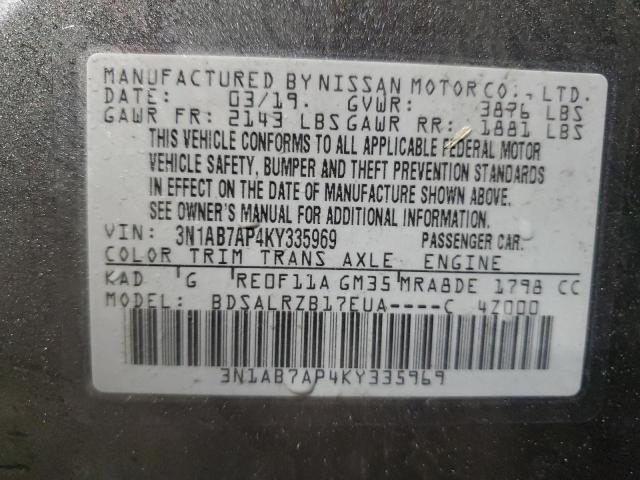 MANUFACTURED BY NISSAN MOTOR CO., LTD.
DATE: 03/19. GVWR: 3896 LBS
GAWR FR: 2143 LBS GAWR RR: 1881 LBS
THIS VEHICLE CONFORMS TO ALL APPLICABLE FEDERAL MOTOR
VEHICLE SAFETY, BUMPER AND THEFT PREVENTION STANDARDS
IN EFFECT ON THE DATE OF MANUFACTURE SHOWN ABOVE.
SEE OWNER'S MANUAL FOR ADDITIONAL INFORMATION.
VIN: 3N1AB7AP4KY335969 PASSENGER CAR.
COLOR TRIM TRANS AXLE ENGINE
KAD G RE0F11A GM35 MRA8DE 1798 CC
MODEL: BDSALRZB17EUA----C 4Z000
3N1AB7AP4KY335969